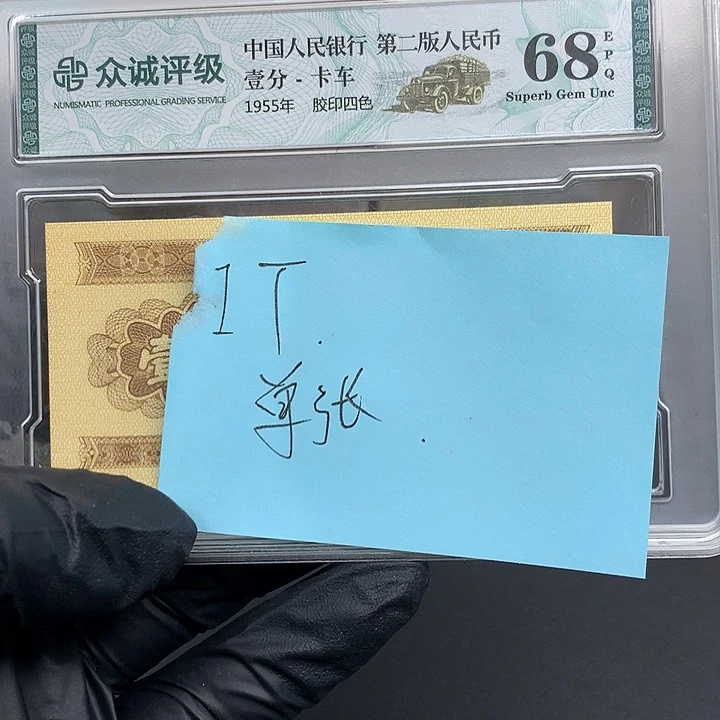 众诚评级
NUMISMATIC PROFESSIONAL GRADING SERVICE
中国人民银行 第二版人民币
壹分 - 卡车
1955年 胶印四色
68
EPQ
Superb Gem Unc
壹
1T.
单张.